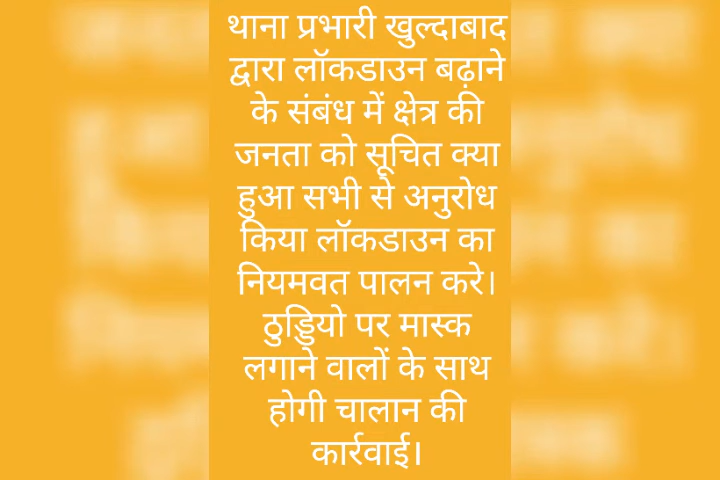 थाना प्रभारी खुल्दाबाद
द्वारा लॉकडाउन बढ़ाने
के संबंध में क्षेत्र की
जनता को सूचित क्या
हुआ सभी से अनुरोध
किया लॉकडाउन का
नियमवत पालन करे।
ठुड्डियो पर मास्क
लगाने वालों के साथ
होगी चालान की
कार्रवाई।